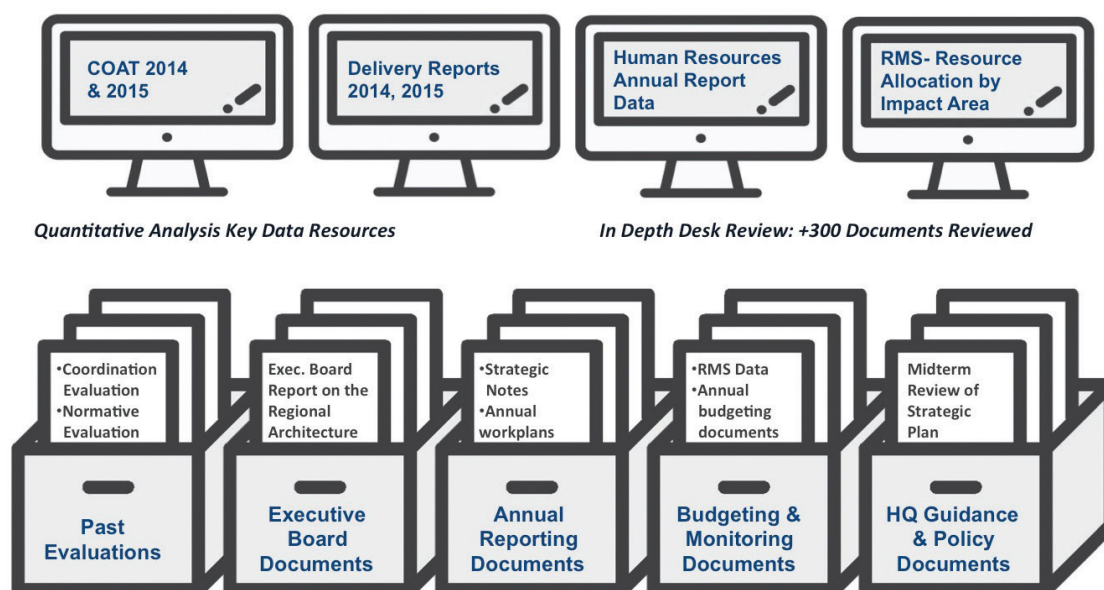 COAT 2014
& 2015
Delivery Reports
2014, 2015
Human Resources
Annual Report
Data
RMS- Resource
Allocation by
Impact Area
Quantitative Analysis Key Data Resources
In Depth Desk Review: +300 Documents Reviewed
•Coordination
Evaluation
•Normative
Evaluation
Exec. Board
Report on the
Regional
Architecture
•Strategic
Notes
•Annual
workplans
•RMS Data
•Annual
budgeting
documents
Midterm
Review of
Strategic
Plan
Past
Evaluations
Executive
Board
Documents
Annual
Reporting
Documents
Budgeting &
Monitoring
Documents
HQ Guidance
& Policy
Documents